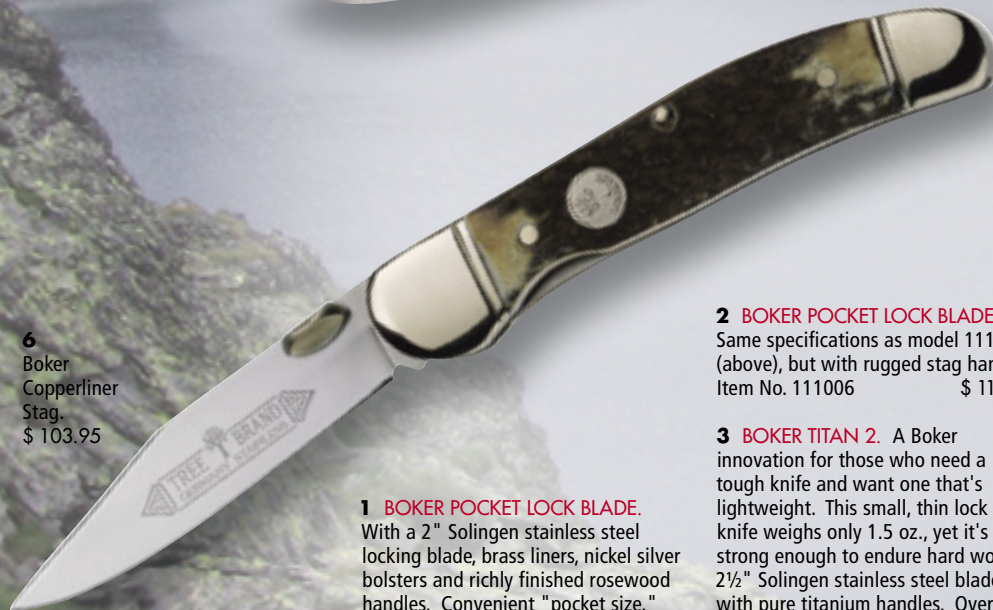 6
Boker
Copperliner
Stag.
$ 103.95
TREE BRAND
GERMANY STAINLESS
1 BOKER POCKET LOCK BLADE.
With a 2" Solingen stainless steel
locking blade, brass liners, nickel silver
bolsters and richly finished rosewood
handles. Convenient "pocket size."
2 BOKER POCKET LOCK BLADE
Same specifications as model 111
(above), but with rugged stag har
Item No. 111006 $ 11
3 BOKER TITAN 2. A Boker
innovation for those who need a
tough knife and want one that's
lightweight. This small, thin lock
knife weighs only 1.5 oz., yet it's
strong enough to endure hard wo
2½" Solingen stainless steel blade
with pure titanium handles. Over